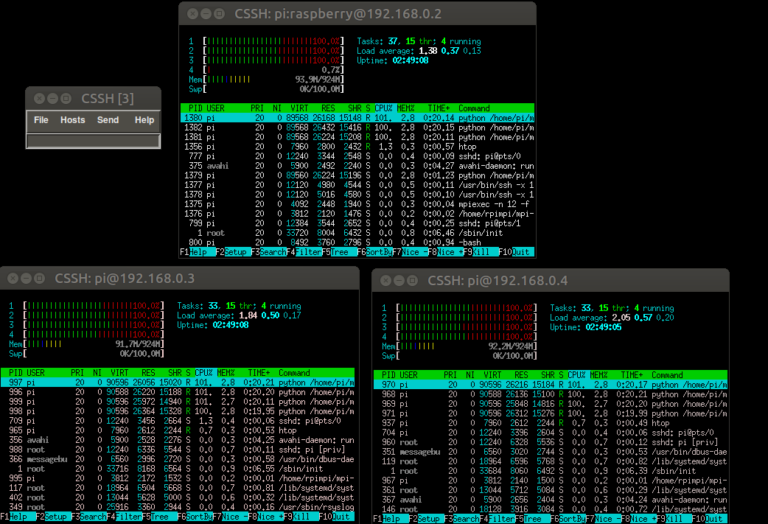 CSSH: pi:raspberry@192.168.0.2
1 [100.0%] Tasks: 37, 15 thr; 4 running
2 [100.0%] Load average: 1.38 0.37 0.13
3 [100.0%] Uptime: 02:49:08
4 [0.7%]
Mem[93.9M/924M]
Swp[0K/100.0M]
PID USER PRI NI VIRT RES SHR S CPU% MEM% TIME+ Command
1380 pi 20 0 89568 26168 15148 R 101. 2.8 0:20.14 python /home/pi/m
1382 pi 20 0 89568 26432 15416 R 100. 2.8 0:20.15 python /home/pi/m
1381 pi 20 0 89568 26224 15208 R 100. 2.8 0:20.11 python /home/pi/m
1356 pi 20 0 7960 2800 2432 R 1.3 0.3 0:00.57 htop
777 pi 20 0 12240 3344 2548 S 0.0 0.4 0:00.09 sshd: pi@pts/0
375 avahi 20 0 5900 2492 2240 S 0.0 0.3 0:04.27 avahi-daemon: run
1379 pi 20 0 89560 26224 15196 S 0.0 2.8 0:01.23 python /home/pi/m
1377 pi 20 0 12120 4980 4544 S 0.0 0.5 0:00.11 /usr/bin/ssh -x 1
1378 pi 20 0 12120 5016 4580 S 0.0 0.5 0:00.10 /usr/bin/ssh -x 1
1375 pi 20 0 4092 2448 1940 S 0.0 0.3 0:00.04 mpiexec -n 12 -f
1376 pi 20 0 3812 2120 1476 S 0.0 0.2 0:00.02 /home/rpimpi/mpi-
799 pi 20 0 12384 3544 2652 S 0.0 0.4 0:00.25 sshd: pi@pts/1
1 root 20 0 33720 8004 6432 S 0.0 0.8 0:06.46 /sbin/init
800 pi 20 0 8492 3760 2796 S 0.0 0.4 0:00.94 -bash
F1Help F2Setup F3SearchF4FilterF5Tree F6SortByF7Nice -F8Nice +F9Kill F10Quit
CSSH [3]
File Hosts Send Help
CSSH: pi@192.168.0.3
1 [100.0%] Tasks: 33, 15 thr; 4 running
2 [100.0%] Load average: 1.84 0.50 0.17
3 [100.0%] Uptime: 02:49:08
4 [100.0%]
Mem[91.7M/924M]
Swp[0K/100.0M]
PID USER PRI NI VIRT RES SHR S CPU% MEM% TIME+ Command
997 pi 20 0 90596 26056 15020 R 101. 2.8 0:20.21 python /home/pi/m
996 pi 20 0 90588 26220 15188 R 101. 2.8 0:20.20 python /home/pi/m
999 pi 20 0 90596 25972 14940 R 101. 2.7 0:20.11 python /home/pi/m
998 pi 20 0 90596 26364 15328 R 100. 2.8 0:19.95 python /home/pi/m
709 pi 20 0 12240 3456 2664 S 1.3 0.4 0:00.06 sshd: pi@pts/0
965 pi 20 0 7960 2612 2244 R 0.7 0.3 0:00.53 htop
356 avahi 20 0 5900 2528 2276 S 0.0 0.3 0:04.25 avahi-daemon: run
988 root 20 0 12240 6364 5572 S 0.0 0.7 0:00.11 sshd: pi [priv]
366 messagebu 20 0 6560 2996 2720 S 0.0 0.3 0:00.58 /usr/bin/dbus-dae
1 root 20 0 33716 8168 6564 S 0.0 0.9 0:06.55 /sbin/init
995 pi 20 0 3812 2172 1532 S 0.0 0.2 0:00.01 /home/rpimpi/mpi-
117 root 20 0 18964 6504 5668 S 0.0 0.7 0:00.81 /lib/systemd/syst
402 root 20 0 13044 5628 5000 S 0.0 0.6 0:00.32 /lib/systemd/syst
349 root 20 0 25916 3360 2944 S 0.0 0.4 0:00.16 /usr/sbin/rsyslog
F1Help F2Setup F3SearchF4FilterF5Tree F6SortByF7Nice -F8Nice +F9Kill F10Quit
CSSH: pi@192.168.0.4
1 [100.0%] Tasks: 33, 15 thr; 4 running
2 [100.0%] Load average: 2.05 0.57 0.20
3 [100.0%] Uptime: 02:49:05
4 [100.0%]
Mem[92.2M/924M]
Swp[0K/100.0M]
PID USER PRI NI VIRT RES SHR S CPU% MEM% TIME+ Command
970 pi 20 0 90596 26216 15184 R 101. 2.8 0:20.17 python /home/pi/m
968 pi 20 0 90588 26136 15100 R 100. 2.8 0:20.21 python /home/pi/m
969 pi 20 0 90596 25848 14816 R 100. 2.7 0:20.20 python /home/pi/m
971 pi 20 0 90596 26312 15276 R 100. 2.8 0:19.99 python /home/pi/m
937 pi 20 0 7960 2612 2244 R 0.7 0.3 0:00.49 htop
704 pi 20 0 12240 3396 2604 S 0.0 0.4 0:00.06 sshd: pi@pts/0
960 root 20 0 12240 6328 5536 S 0.0 0.7 0:00.12 sshd: pi [priv]
351 messagebu 20 0 6560 3020 2744 S 0.0 0.3 0:00.53 /usr/bin/dbus-dae
119 root 20 0 18964 6596 5768 S 0.0 0.7 0:00.82 /lib/systemd/syst
1 root 20 0 33684 8060 6492 S 0.0 0.9 0:06.39 /sbin/init
967 pi 20 0 3812 2140 1500 S 0.0 0.2 0:00.01 /home/rpimpi/mpi-
361 root 20 0 13044 5712 5084 S 0.0 0.6 0:00.29 /lib/systemd/syst
367 avahi 20 0 5900 2656 2404 S 0.0 0.3 0:04.24 avahi-daemon: run
146 root 20 0 18128 3916 3084 S 0.0 0.4 0:00.72 /lib/systemd/syst
F1Help F2Setup F3SearchF4FilterF5Tree F6SortByF7Nice -F8Nice +F9Kill F10Quit